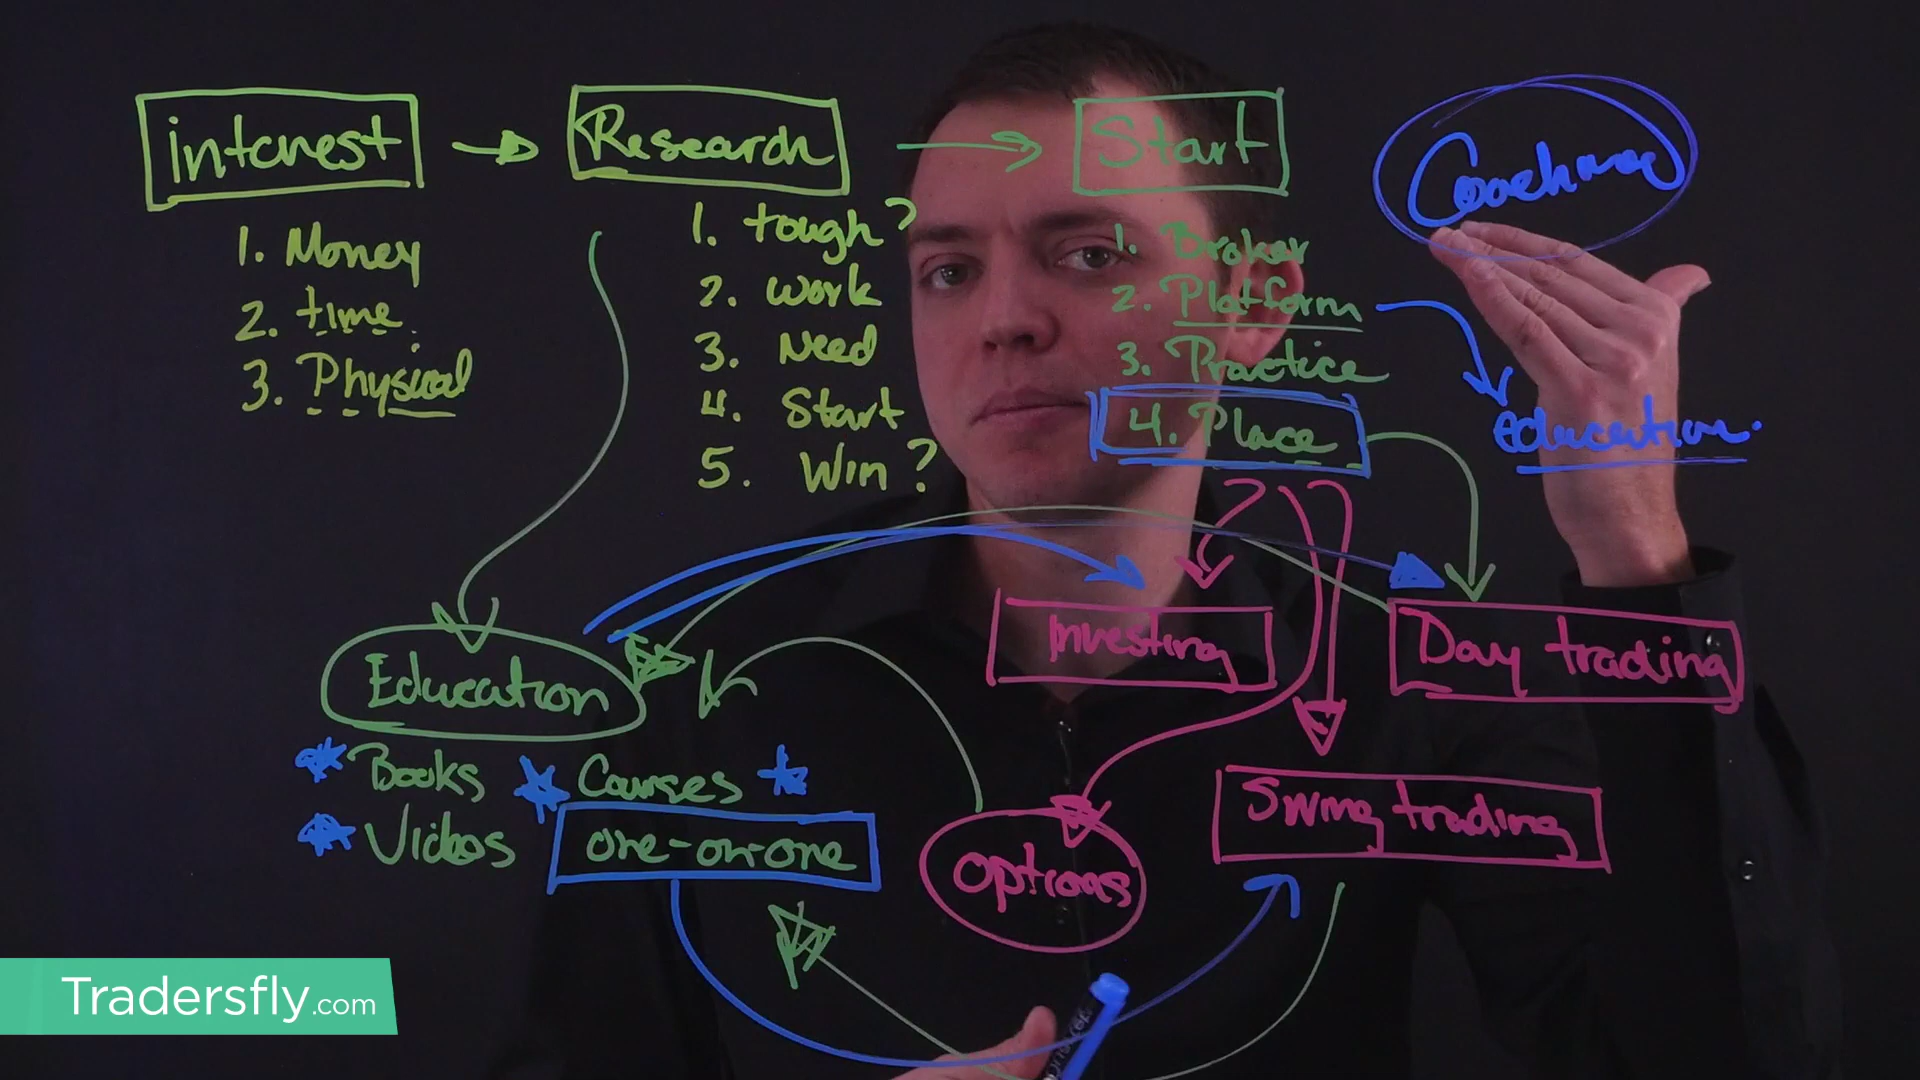 interest
Research
Start
Coaching
1. Money
2. time
3. Physical
1. tough?
2. work
3. Need
4. Start
5. Win?
1. Broker
2. Platform
3. Practice
4. Place
education.
Education
Books
Courses
Videos
one-on-one
Investing
Day trading
Swing trading
options
Tradersfly.com